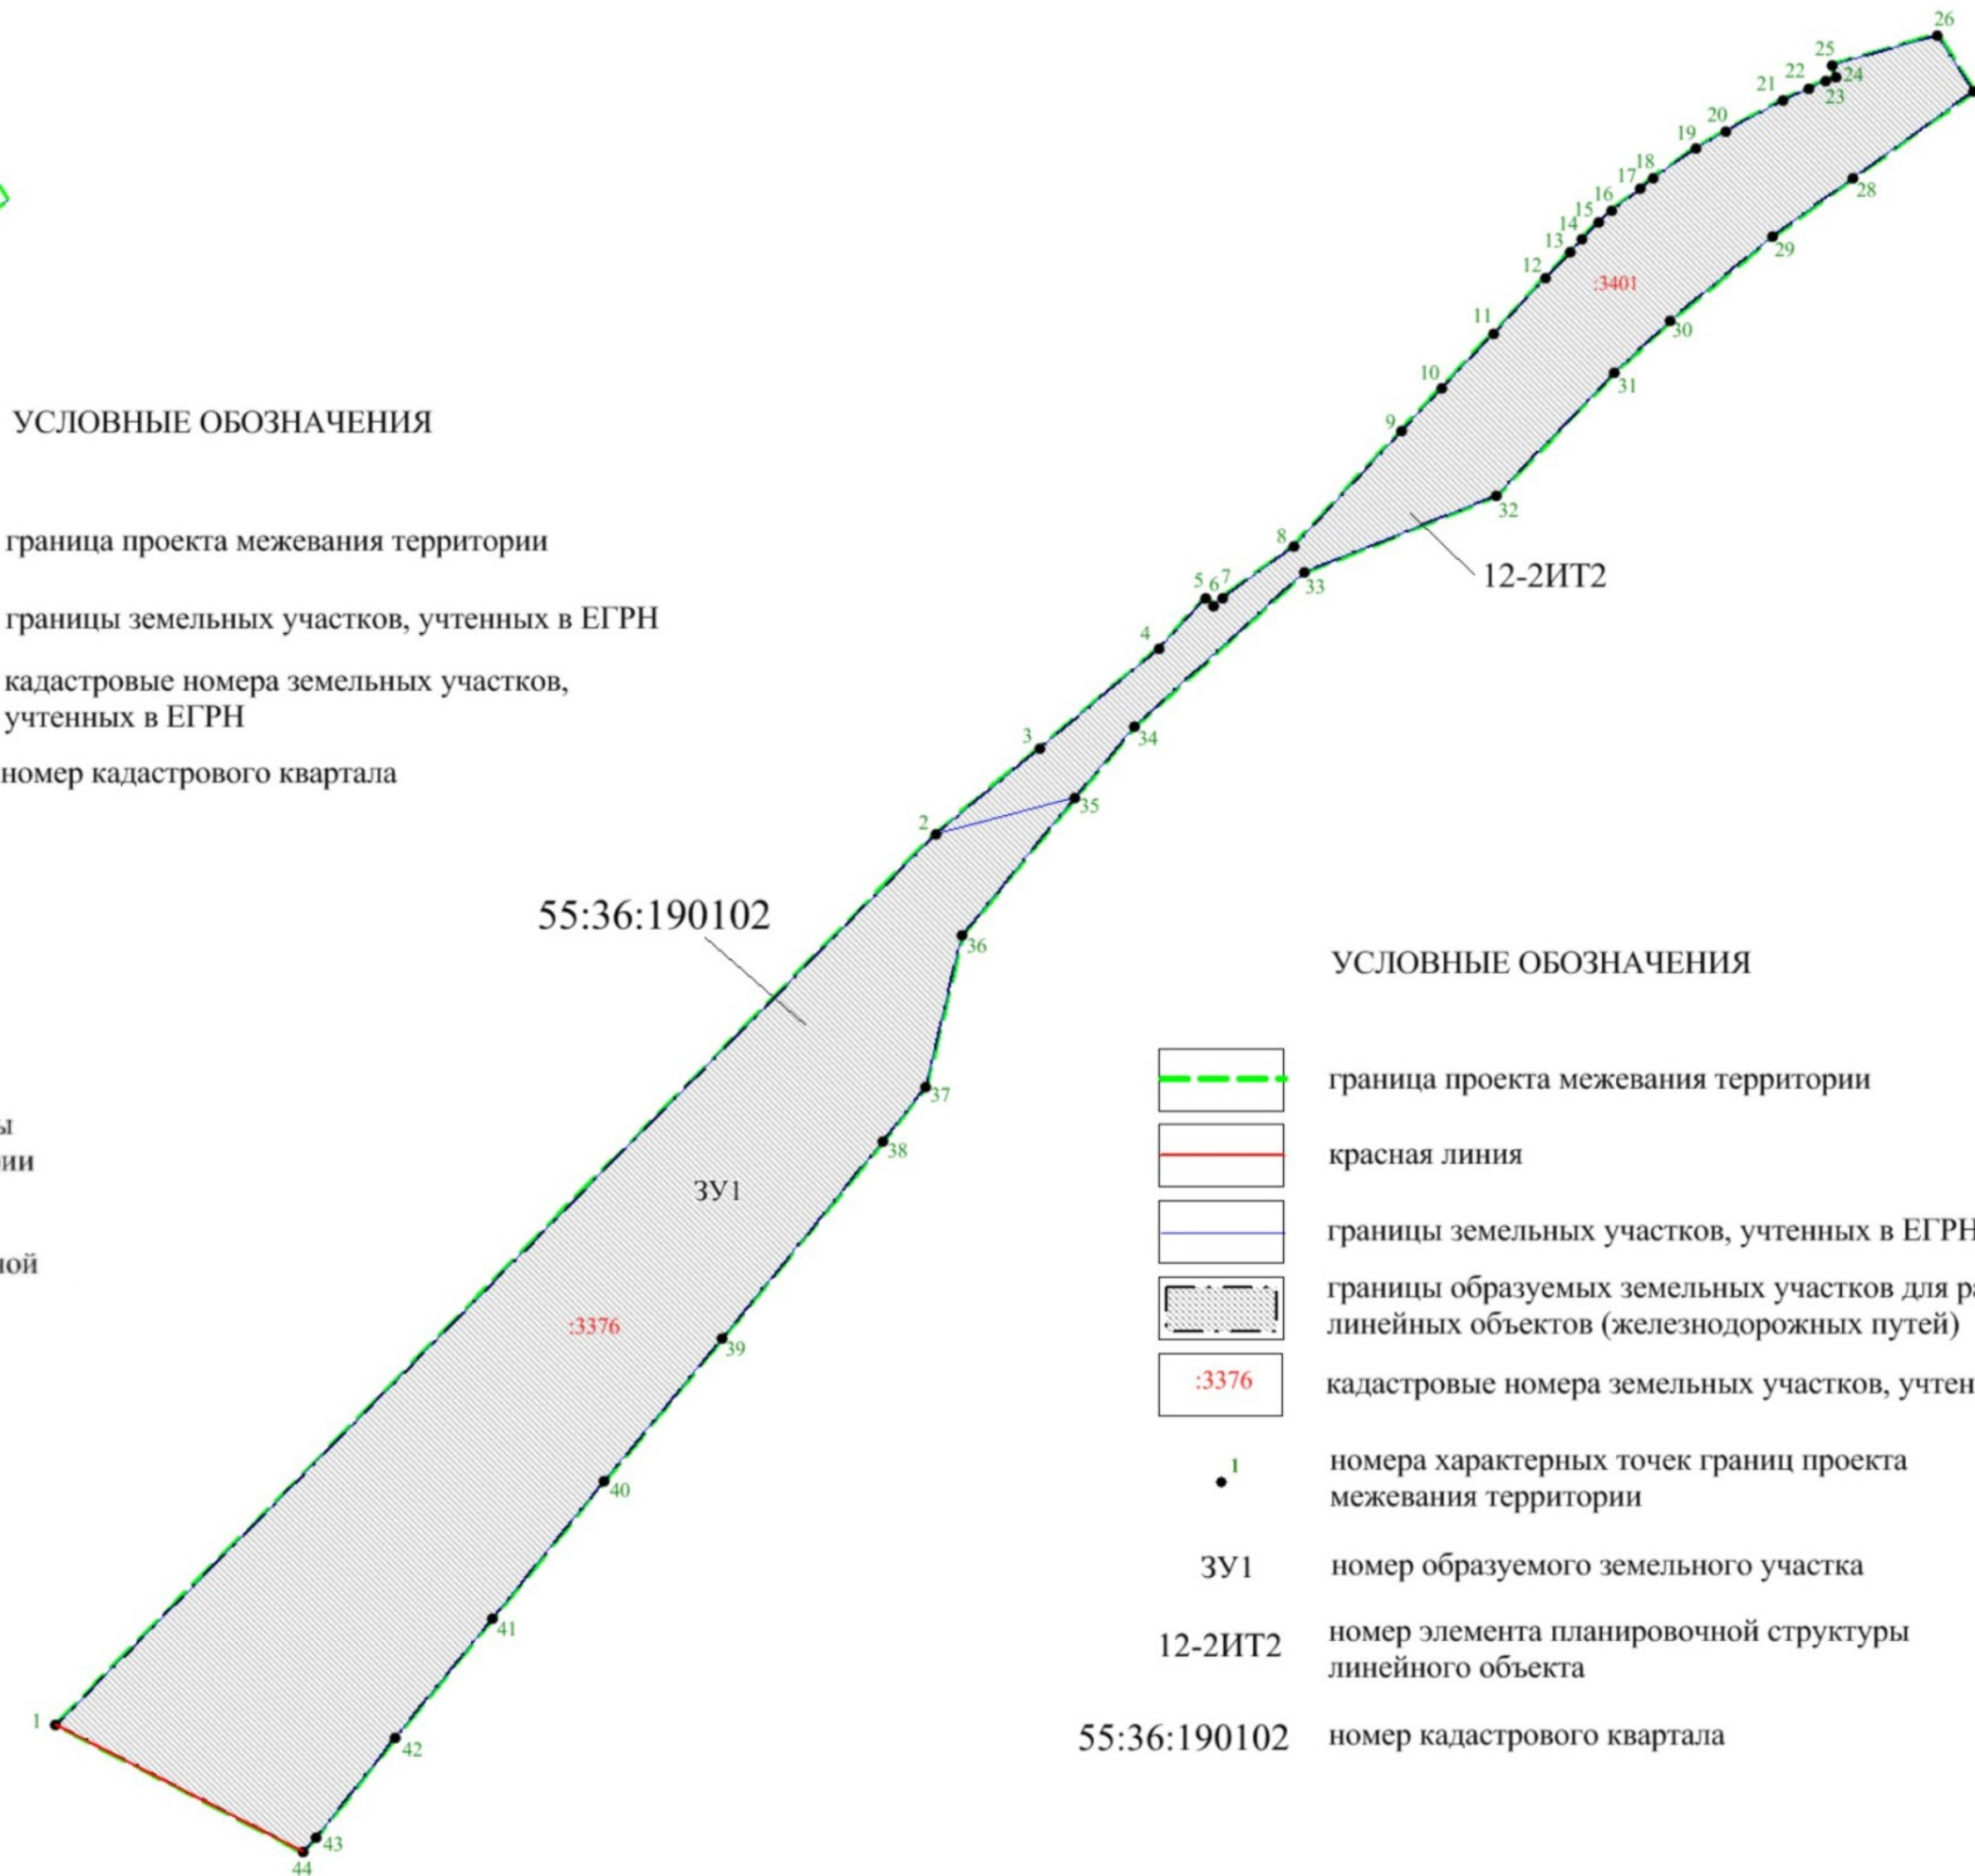 26
25
24
22
23
21
20
19
18
17
16
15
14
13
12
28
29
:3401
11
30
31
10
9
32
8
33
12-2ИТ2
5 6 7
4
34
3
35
2
УСЛОВНЫЕ ОБОЗНАЧЕНИЯ
граница проекта межевания территории
границы земельных участков, учтенных в ЕГРН
кадастровые номера земельных участков,
учтенных в ЕГРН
номер кадастрового квартала
55:36:190102
36
37
38
ЗУ1
:3376
39
40
41
1
42
43
44
УСЛОВНЫЕ ОБОЗНАЧЕНИЯ
граница проекта межевания территории
красная линия
границы земельных участков, учтенных в ЕГРН
границы образуемых земельных участков для
линейных объектов (железнодорожных путей)
:3376 кадастровые номера земельных участков,
1 номера характерных точек границ проекта
межевания территории
ЗУ1 номер образуемого земельного участка
12-2ИТ2 номер элемента планировочной структуры
линейного объекта
55:36:190102 номер кадастрового квартала